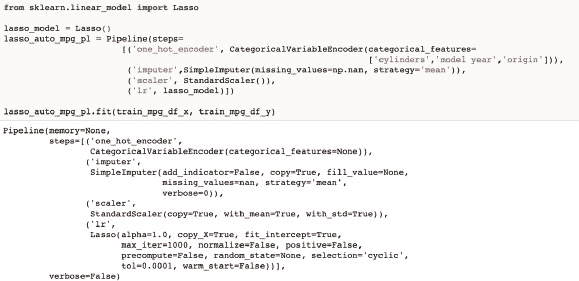 from sklearn.linear_model import Lasso
lasso_model = Lasso()
lasso_auto_mpg_pl = Pipeline(steps=
[('one_hot_encoder', CategoricalVariableEncoder(categorical_features=
['cylinders','model year','origin'])),
('imputer',SimpleImputer(missing_values=np.nan, strategy='mean')),
('scaler', StandardScaler()),
('lr', lasso_model)])
lasso_auto_mpg_pl.fit(train_mpg_df_x, train_mpg_df_y)
Pipeline(memory=None,
steps=[('one_hot_encoder',
CategoricalVariableEncoder(categorical_features=None)),
('imputer',
SimpleImputer(add_indicator=False, copy=True, fill_value=None,
missing_values=nan, strategy='mean',
verbose=0)),
('scaler',
StandardScaler(copy=True, with_mean=True, with_std=True)),
('lr',
Lasso(alpha=1.0, copy_X=True, fit_intercept=True,
max_iter=1000, normalize=False, positive=False,
precompute=False, random_state=None, selection='cyclic',
tol=0.0001, warm_start=False))],
verbose=False)